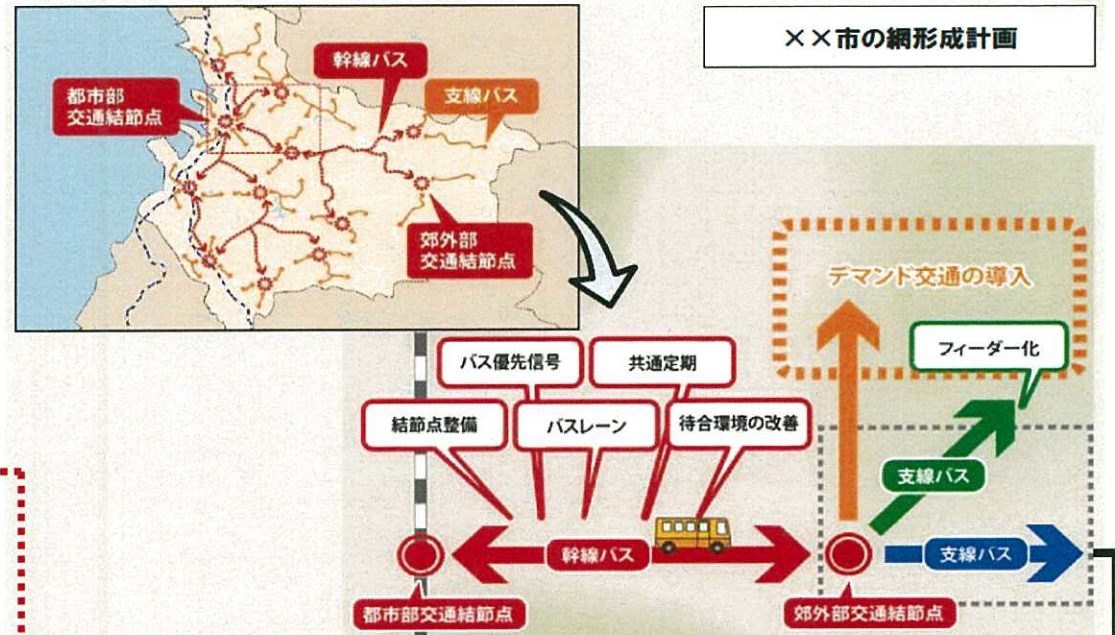 ××市の網形成計画
幹線バス
都市部
交通結節点
支線バス
郊外部
交通結節点
デマンド交通の導入
フィーダー化
バス優先信号
共通定期
結節点整備
バスレーン
待合環境の改善
支線バス
幹線バス
支線バス
都市部交通結節点
郊外部交通結節点